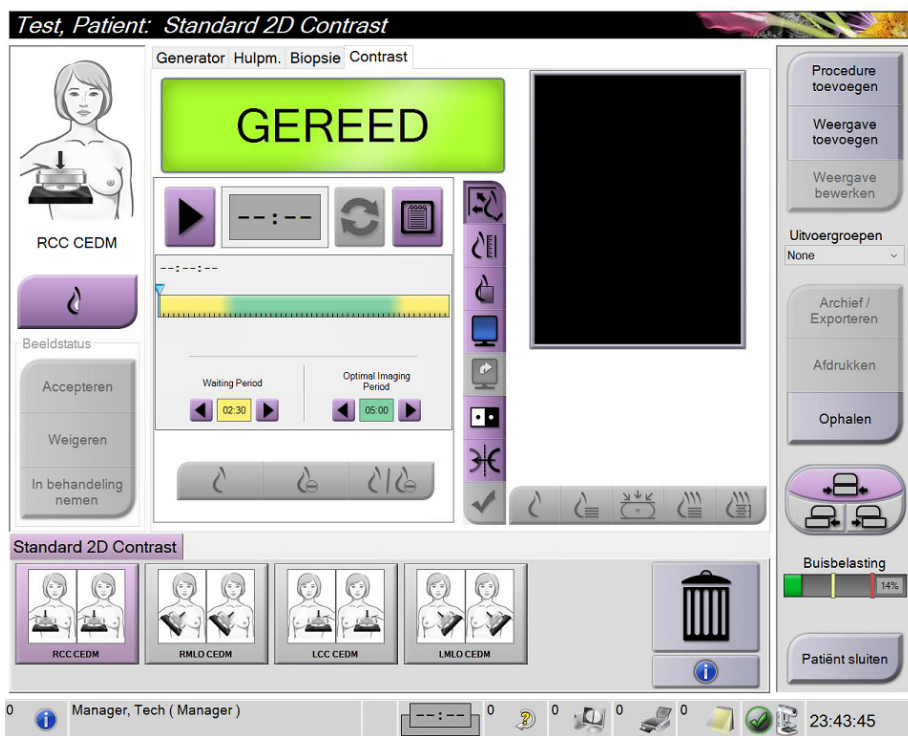 Test, Patient: Standard 2D Contrast
Generator Hulpm. Biopsie Contrast
GEREED
RCC CEDM
--:--
--:--:--
Waiting Period
02:30
Optimal Imaging
Period
05:00
Beeldstatus
Accepteren
Weigeren
In behandeling
nemen
Procedure
toevoegen
Weergave
toevoegen
Weergave
bewerken
Uitvoergroepen
None
Archief /
Exporteren
Afdrukken
Ophalen
Buisbelasting
14%
Patiënt sluiten
Standard 2D Contrast
RCC CEDM
RMLO CEDM
LCC CEDM
LMLO CEDM
0
Manager, Tech ( Manager )
--:--
0
0
0
0
23:43:45